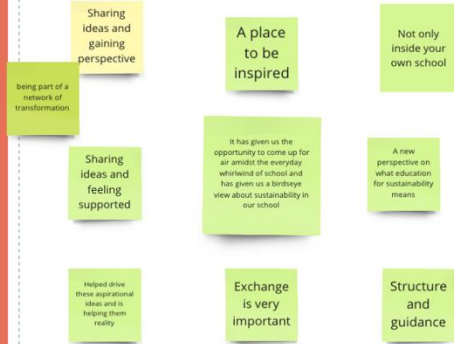 Sharing
ideas and
gaining
perspective
A place
to be
inspired
Not only
inside your
own school
being part of a
network of
transformation
Sharing
ideas and
feeling
supported
It has given us the
opportunity to come up for
air amidst the everyday
whirlwind of school and
has given us a birdseye
view about sustainability in
our school
A new
perspective on
what education
for sustainability
means
Helped drive
these aspirational
ideas and is
helping them
reality
Exchange
is very
important
Structure
and
guidance